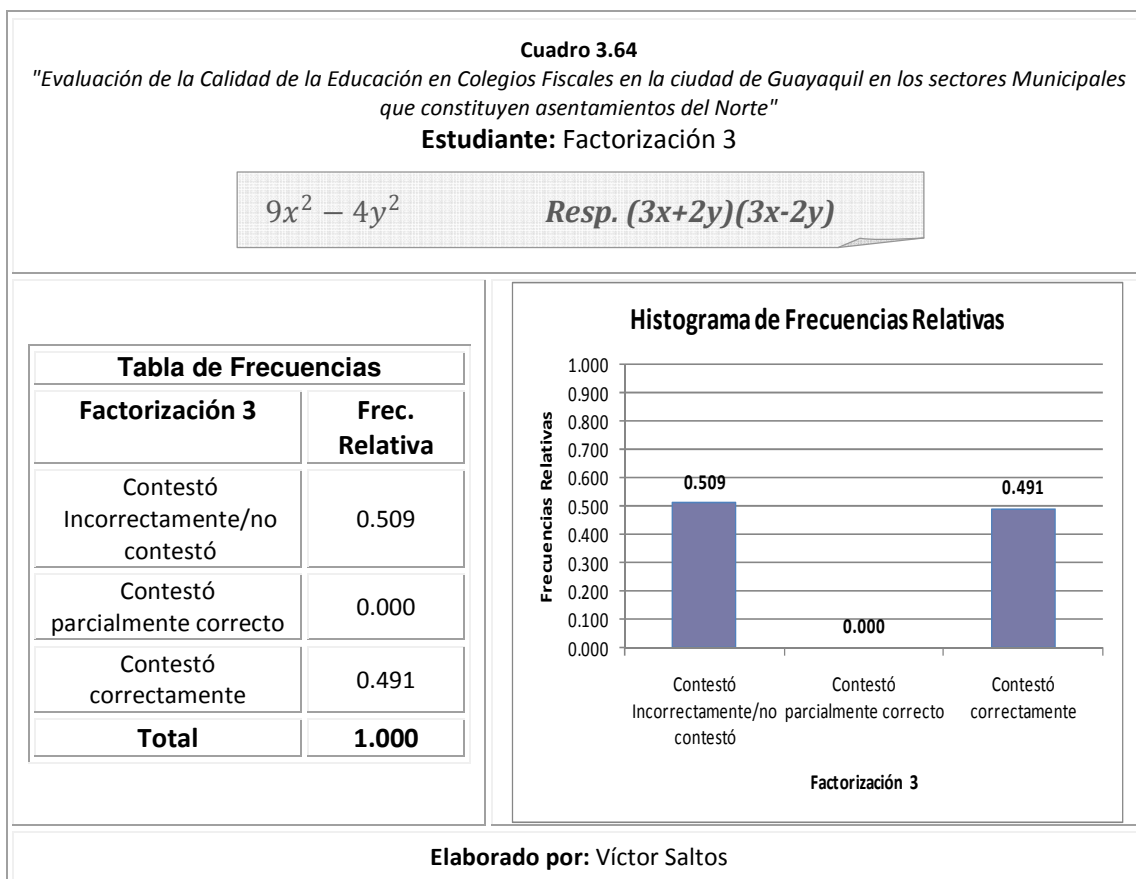 Cuadro 3.64
"Evaluación de la Calidad de la Educación en Colegios Fiscales en la ciudad de Guayaquil en los sectores Municipales
que constituyen asentamientos del Norte"
Estudiante: Factorización 3
9x² − 4y² Resp. (3x+2y)(3x-2y)
Tabla de Frecuencias
Factorización 3 Frec.
Relativa
Contestó
Incorrectamente/no
contestó
0.509
Contestó
parcialmente correcto
0.000
Contestó
correctamente
0.491
Total 1.000
Histograma de Frecuencias Relativas
Frecuencias Relativas
1.000
0.900
0.800
0.700
0.600
0.500
0.400
0.300
0.200
0.100
0.000
0.509
0.000
0.491
Contestó
Incorrectamente/no
contestó
Contestó
parcialmente correcto
Contestó
correctamente
Factorización 3
Elaborado por: Víctor Saltos